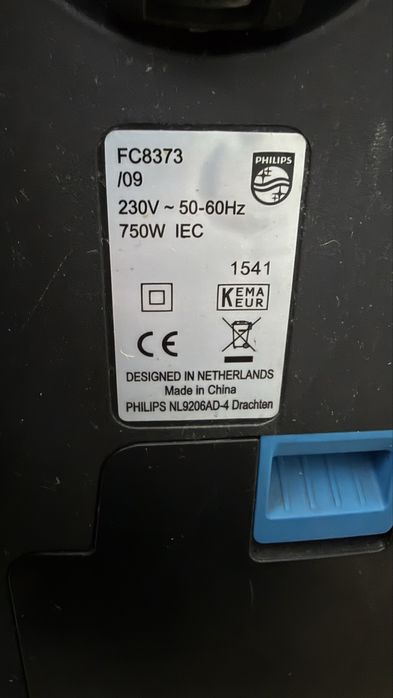 FC8373
/09
PHILIPS
230V ~ 50-60Hz
750W IEC
1541
KEMA
EUR
CE
DESIGNED IN NETHERLANDS
Made in China
PHILIPS NL9206AD-4 Drachten